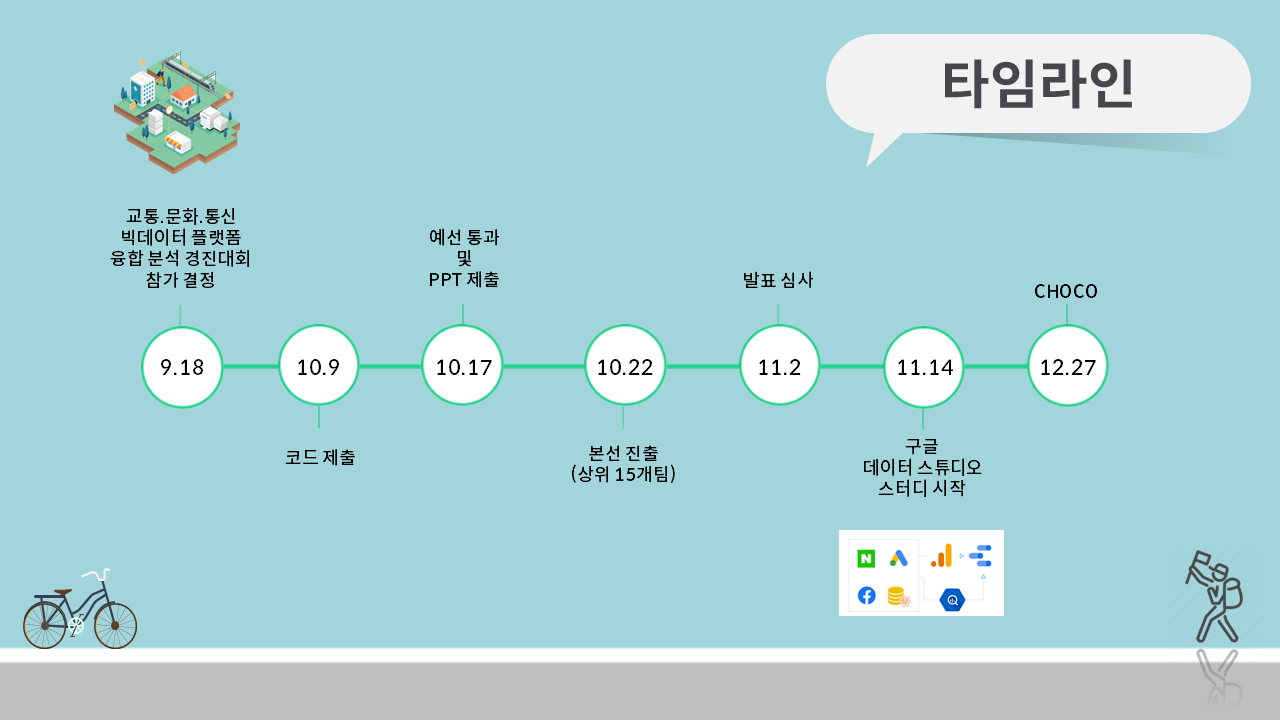 타임라인
교통.문화.통신
빅데이터 플랫폼
융합 분석 경진대회
참가 결정
예선 통과
및
PPT 제출
발표 심사
CHOCO
9.18
10.9
10.17
10.22
11.2
11.14
12.27
코드 제출
본선 진출
(상위 15개팀)
구글
데이터 스튜디오
스터디 시작
N